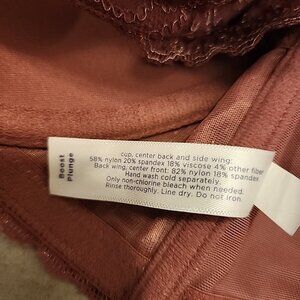 Boost
Plunge
cup, center back and side wing:
58% nylon 20% spandex 18% viscose 4% other fiber
Back wing, center front: 82% nylon 18% spandex
Hand wash cold separately.
Only non-chlorine bleach when needed.
Rinse thoroughly. Line dry. Do not iron.